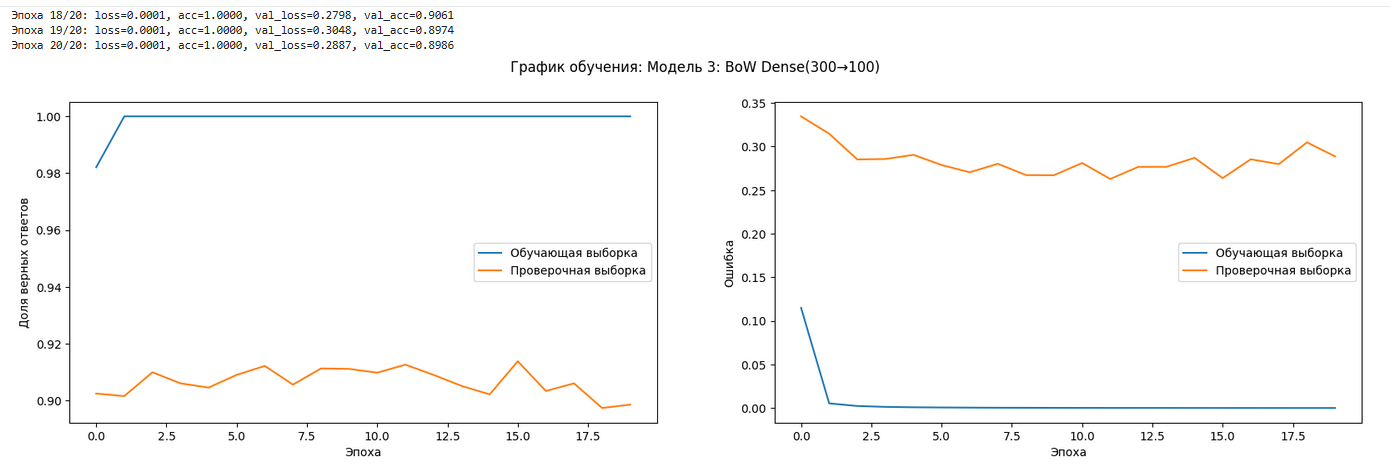 Эпоха 18/20: loss=0.0001, acc=1.0000, val_loss=0.2798, val_acc=0.9061
Эпоха 19/20: loss=0.0001, acc=1.0000, val_loss=0.3048, val_acc=0.8974
Эпоха 20/20: loss=0.0001, acc=1.0000, val_loss=0.2887, val_acc=0.8986
График обучения: Модель 3: BoW Dense(300→100)
Доля верных ответов
1.00
0.98
0.96
0.94
0.92
0.90
Обучающая выборка
Проверочная выборка
0.0 2.5 5.0 7.5 10.0 12.5 15.0 17.5
Эпоха
Ошибка
0.35
0.30
0.25
0.20
0.15
0.10
0.05
0.00
Обучающая выборка
Проверочная выборка
0.0 2.5 5.0 7.5 10.0 12.5 15.0 17.5
Эпоха